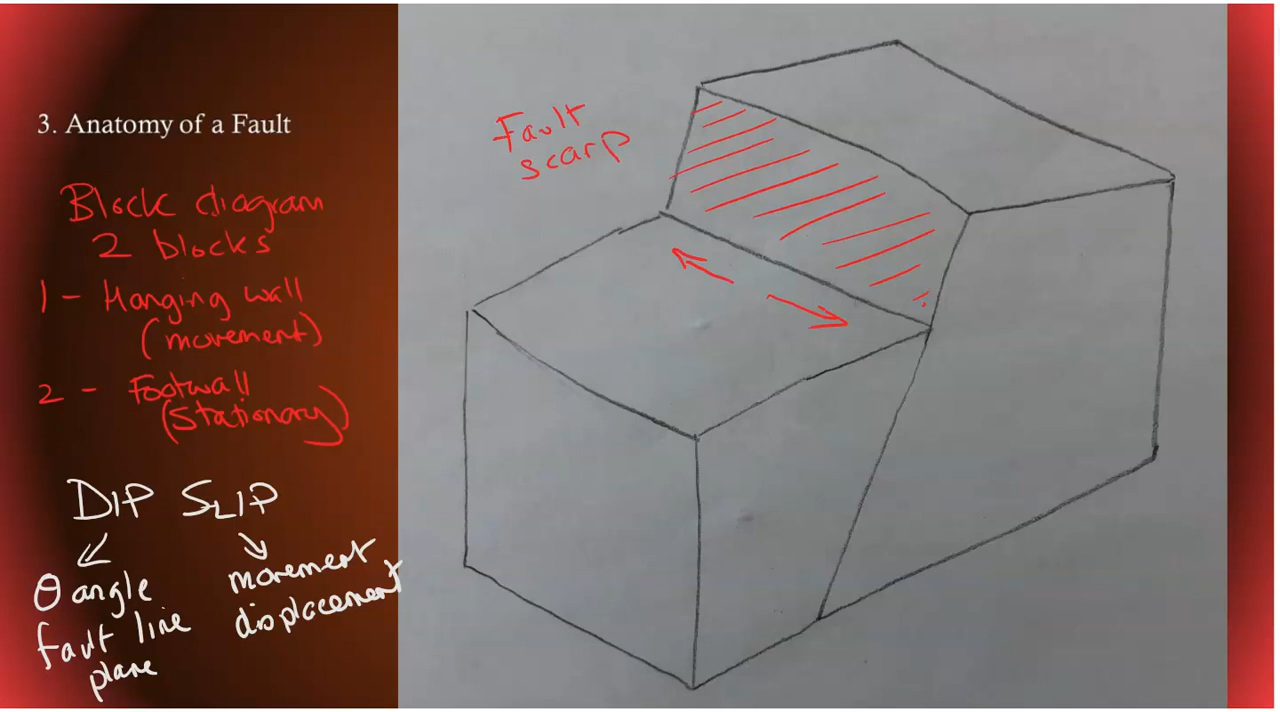 3. Anatomy of a Fault
Block diagram
2 blocks
1 - Hanging wall
(movement)
2 - Footwall
(stationary)
DIP SLIP
θ angle
fault line
plane
movement
displacement
Fault
scarp